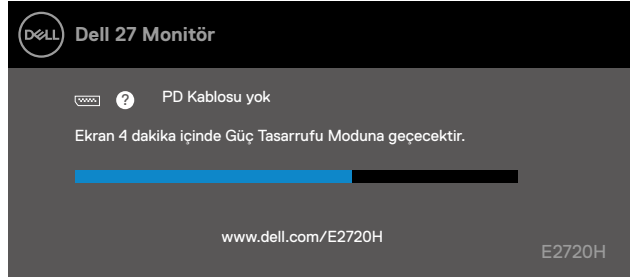 DELL Dell 27 Monitör
? PD Kablosu yok
Ekran 4 dakika içinde Güç Tasarrufu Moduna geçecektir.
www.dell.com/E2720H
E2720H